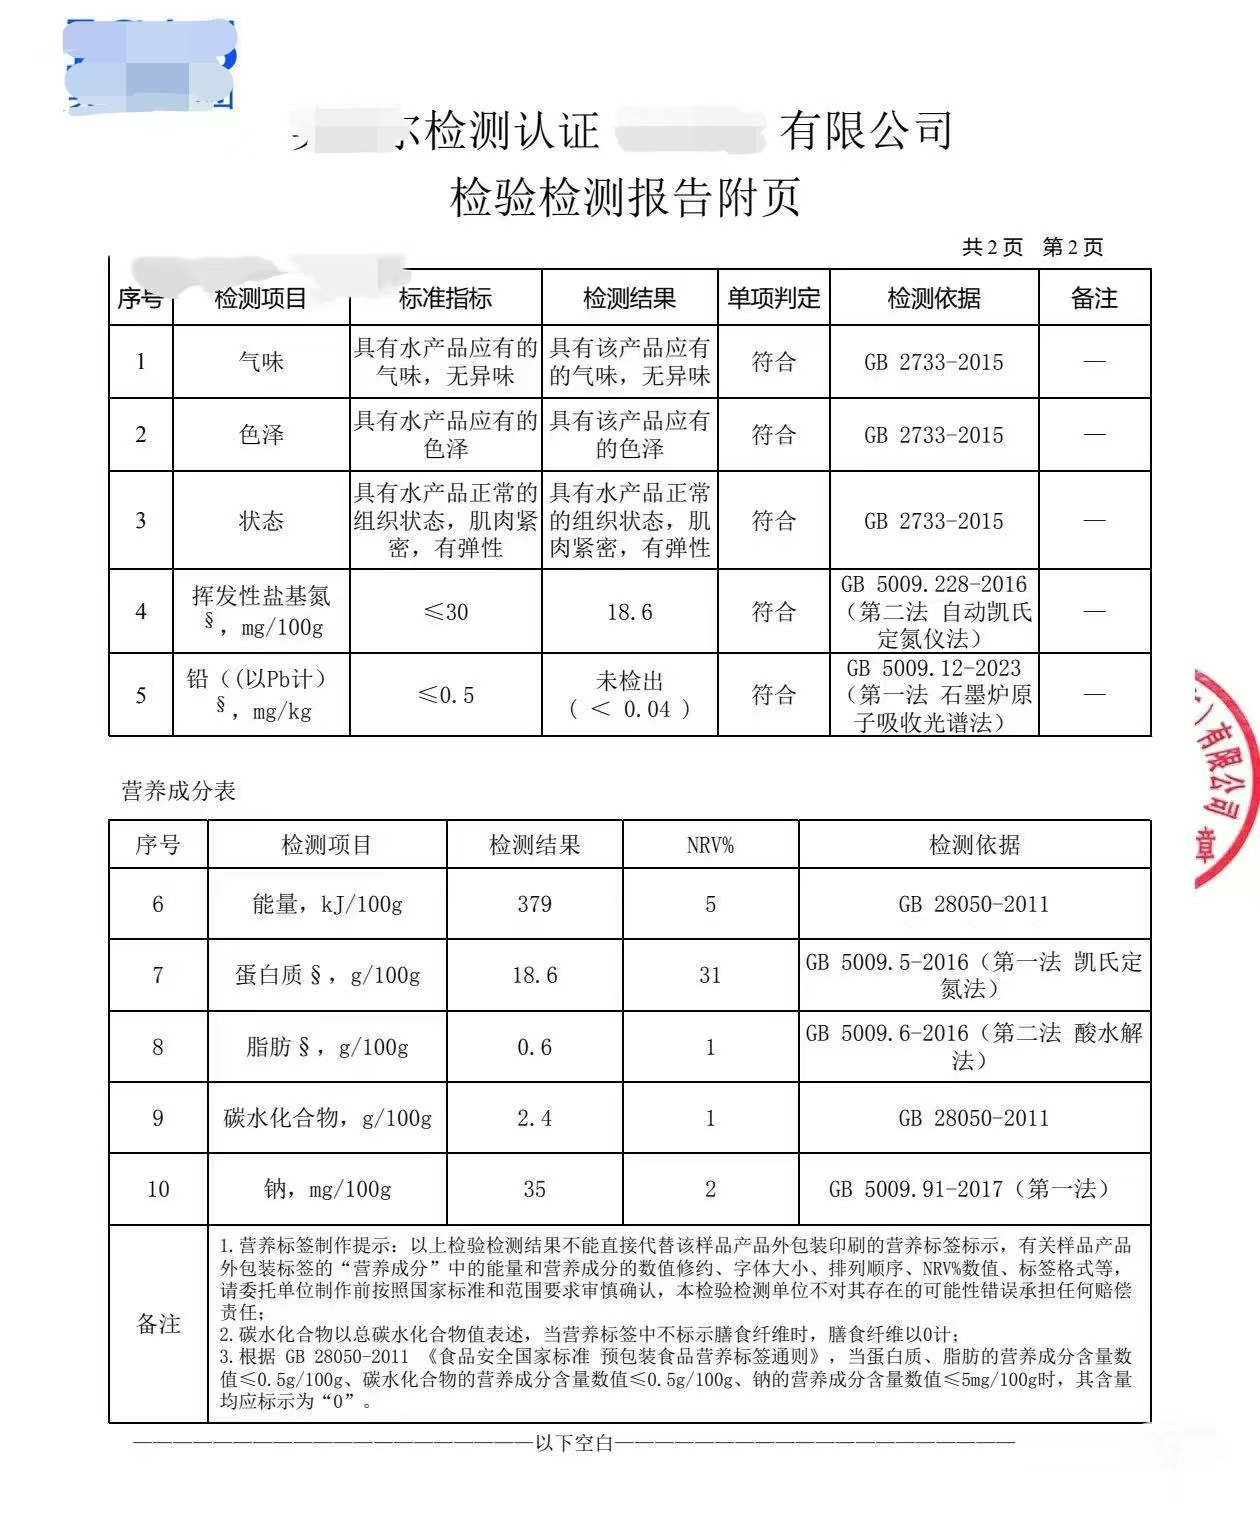 检测认证 有限公司
检验检测报告附页
共 2 页 第 2 页
序号 检测项目 标准指标 检测结果 单项判定 检测依据 备注
1 气味 具有水产品应有的气味，无异味 具有该产品应有的气味，无异味 符合 GB 2733-2015 —
2 色泽 具有水产品应有的色泽 具有该产品应有的色泽 符合 GB 2733-2015 —
3 状态 具有水产品正常的组织状态，肌肉紧密，有弹性 具有水产品正常的组织状态，肌肉紧密，有弹性 符合 GB 2733-2015 —
4 挥发性盐基氮§，mg/100g ≤30 18.6 符合 GB 5009.228-2016（第二法 自动凯氏定氮仪法） —
5 铅（(以Pb计）§，mg/kg ≤0.5 未检出（ < 0.04 ) 符合 GB 5009.12-2023（第一法 石墨炉原子吸收光谱法） —
）有限公司
章
营养成分表
序号 检测项目 检测结果 NRV% 检测依据
6 能量，kJ/100g 379 5 GB 28050-2011
7 蛋白质§，g/100g 18.6 31 GB 5009.5-2016（第一法 凯氏定氮法）
8 脂肪§，g/100g 0.6 1 GB 5009.6-2016（第二法 酸水解法）
9 碳水化合物，g/100g 2.4 1 GB 28050-2011
10 钠，mg/100g 35 2 GB 5009.91-2017（第一法）
备注
1.营养标签制作提示：以上检验检测结果不能直接代替该样品产品外包装印刷的营养标签标示，有关样品产品
外包装标签的“营养成分”中的能量和营养成分的数值修约、字体大小、排列顺序、NRV%数值、标签格式等，
请委托单位制作前按照国家标准和范围要求审慎确认，本检验检测单位不对其存在的可能性错误承担任何赔偿
责任；
2.碳水化合物以总碳水化合物值表述，当营养标签中不标示膳食纤维时，膳食纤维以0计；
3.根据 GB 28050-2011 《食品安全国家标准 预包装食品营养标签通则》，当蛋白质、脂肪的营养成分含量数
值≤0.5g/100g、碳水化合物的营养成分含量数值≤0.5g/100g、钠的营养成分含量数值≤5mg/100g时，其含量
均应标示为“0”。
————————————————————以下空白————————————————————